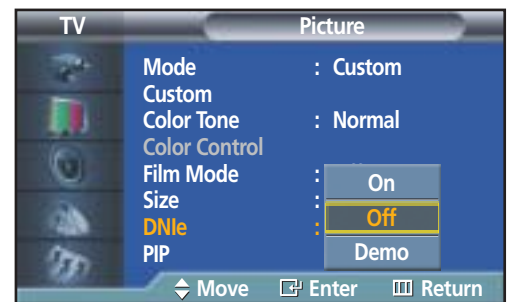 TV Picture
Mode : Custom
Custom
Color Tone : Normal
Color Control
Film Mode :
Size :
DNIe :
PIP
On
Off
Demo
Move Enter Return